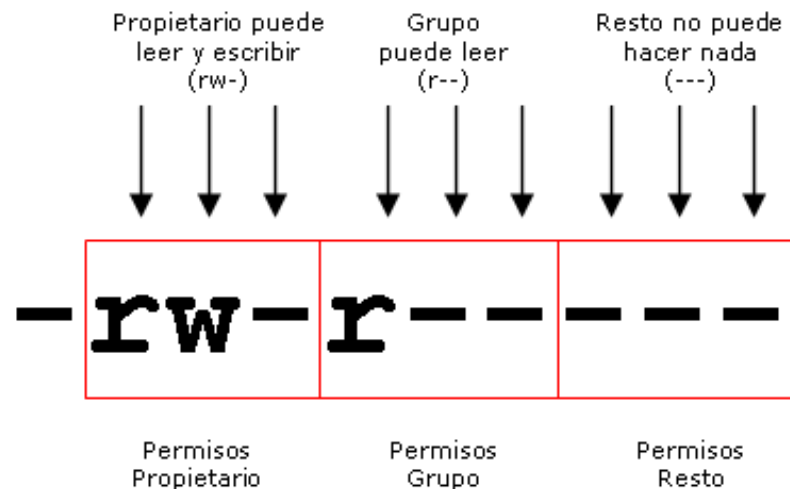 Propietario puede
leer y escribir
(rw-)
Grupo
puede leer
(r--)
Resto no puede
hacer nada
(---)
-rw-r-----
Permisos
Propietario
Permisos
Grupo
Permisos
Resto